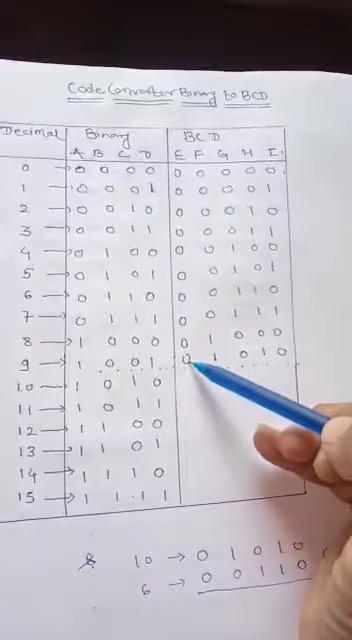 Code Converter Binary to BCD
Decimal Binary BCD
A B C D E F G H I
0 → 0 0 0 0 0 0 0 0 0
1 → 0 0 0 1 0 0 0 0 1
2 → 0 0 1 0 0 0 0 1 0
3 → 0 0 1 1 0 0 0 1 1
4 → 0 1 0 0 0 0 1 0 0
5 → 0 1 0 1 0 0 1 0 1
6 → 0 1 1 0 0 0 1 1 0
7 → 0 1 1 1 0 0 1 1 1
8 → 1 0 0 0 0 1 0 0 0
9 → 1 0 0 1 0 1 0 1 0
10 → 1 0 1 0
11 → 1 0 1 1
12 → 1 1 0 0
13 → 1 1 0 1
14 → 1 1 1 0
15 → 1 1 1 1
10 → 0 1 0 1 0
6 → 0 0 1 1 0